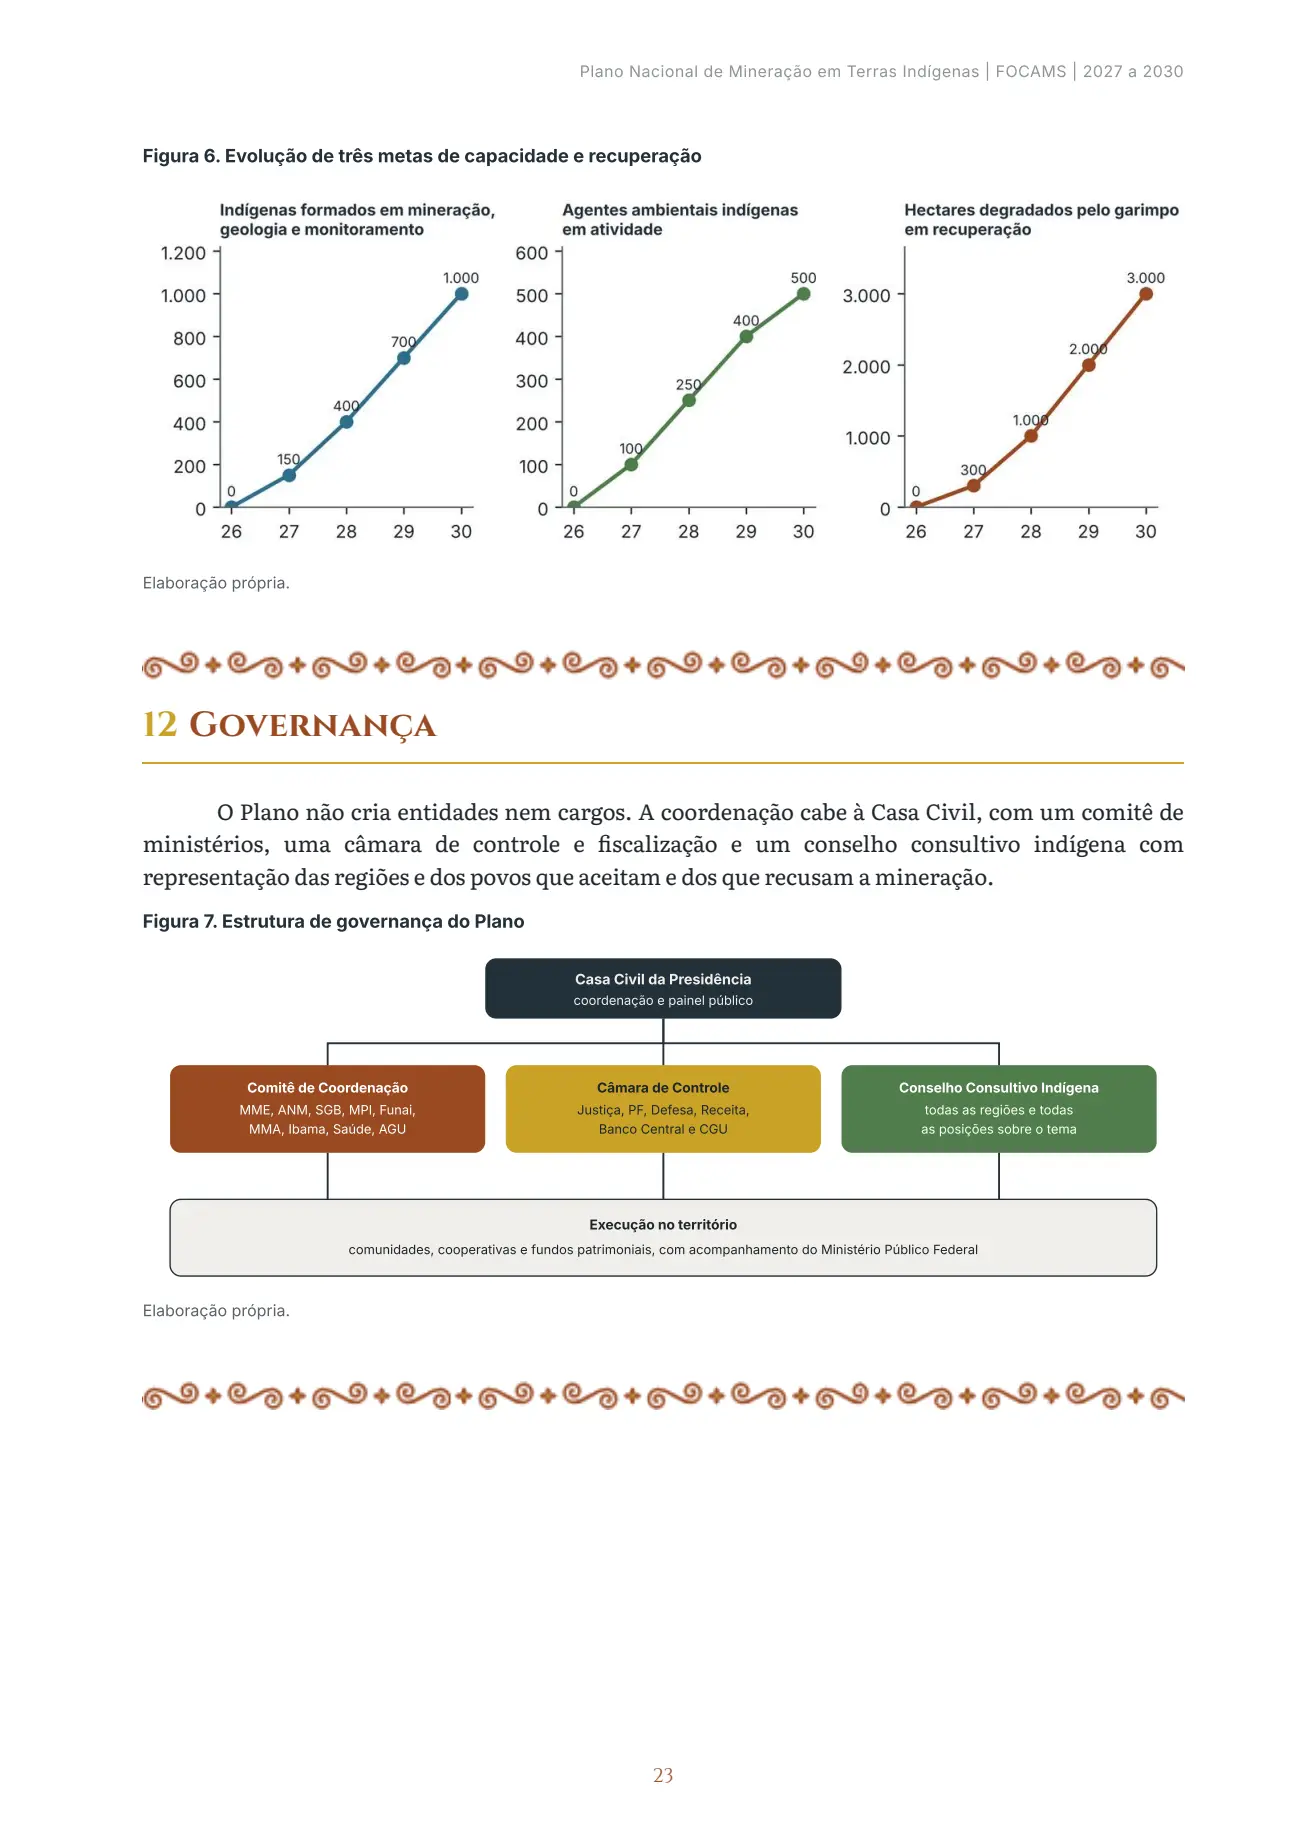 Plano Nacional de Mineração em Terras Indígenas | FOCAMS | 2027 a 2030
Figura 6. Evolução de três metas de capacidade e recuperação
Indígenas formados em mineração,
geologia e monitoramento
1.200
1.000
800
600
400
200
0
0
150
400
700
1.000
26 27 28 29 30
Agentes ambientais indígenas
em atividade
600
500
400
300
200
100
0
0
100
250
400
500
26 27 28 29 30
Hectares degradados pelo garimpo
em recuperação
3.000
2.000
1.000
0
0
300
1.000
2.000
3.000
26 27 28 29 30
Elaboração própria.
12 Governança
O Plano não cria entidades nem cargos. A coordenação cabe à Casa Civil, com um comitê de
ministérios, uma câmara de controle e fiscalização e um conselho consultivo indígena com
representação das regiões e dos povos que aceitam e dos que recusam a mineração.
Figura 7. Estrutura de governança do Plano
Casa Civil da Presidência
coordenação e painel público
Comitê de Coordenação
MME, ANM, SGB, MPI, Funai,
MMA, Ibama, Saúde, AGU
Câmara de Controle
Justiça, PF, Defesa, Receita,
Banco Central e CGU
Conselho Consultivo Indígena
todas as regiões e todas
as posições sobre o tema
Execução no território
comunidades, cooperativas e fundos patrimoniais, com acompanhamento do Ministério Público Federal
Elaboração própria.
23